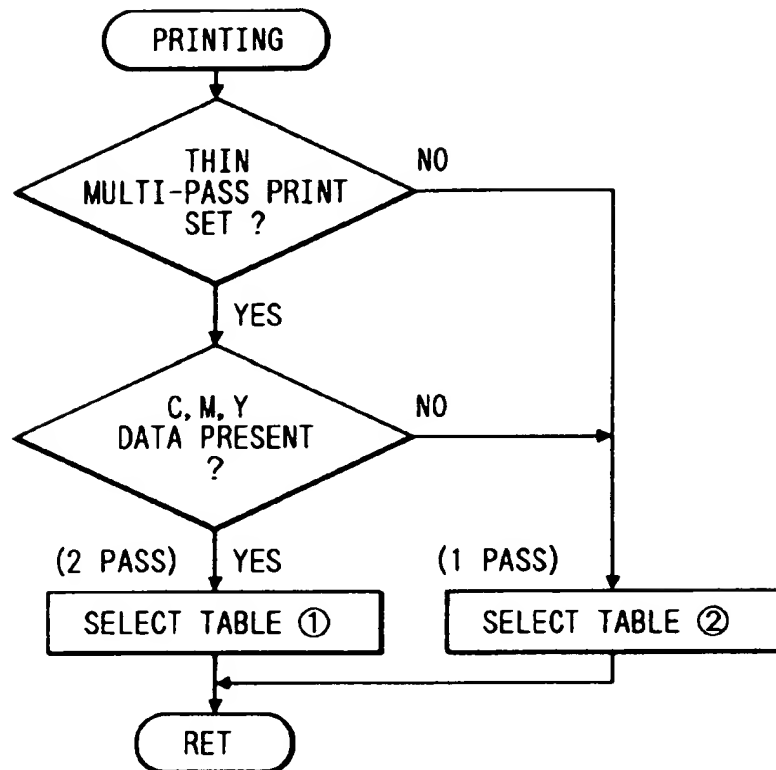 PRINTING
THIN
MULTI-PASS PRINT
SET ?
NO
YES
C, M, Y
DATA PRESENT
?
NO
(2 PASS)
YES
(1 PASS)
SELECT TABLE ①
SELECT TABLE ②
RET